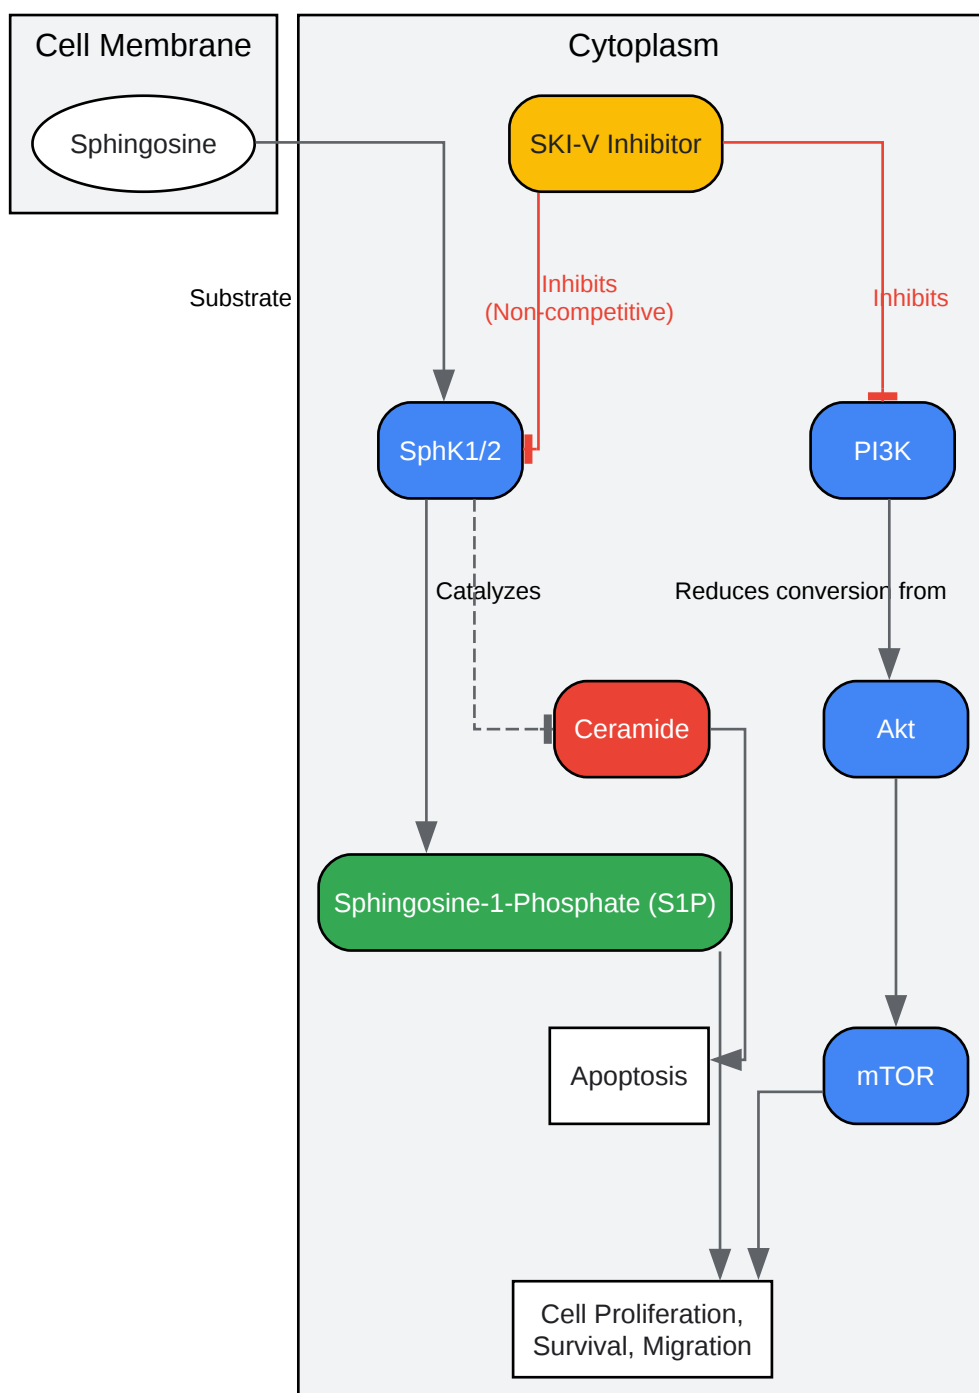 Cell Membrane
Cytoplasm
Sphingosine
SKI-V Inhibitor
Substrate
Inhibits
(Non-competitive)
Inhibits
SphK1/2
PI3K
Catalyzes
Reduces conversion from
Ceramide
Akt
Sphingosine-1-Phosphate (S1P)
Apoptosis
mTOR
Cell Proliferation,
Survival, Migration